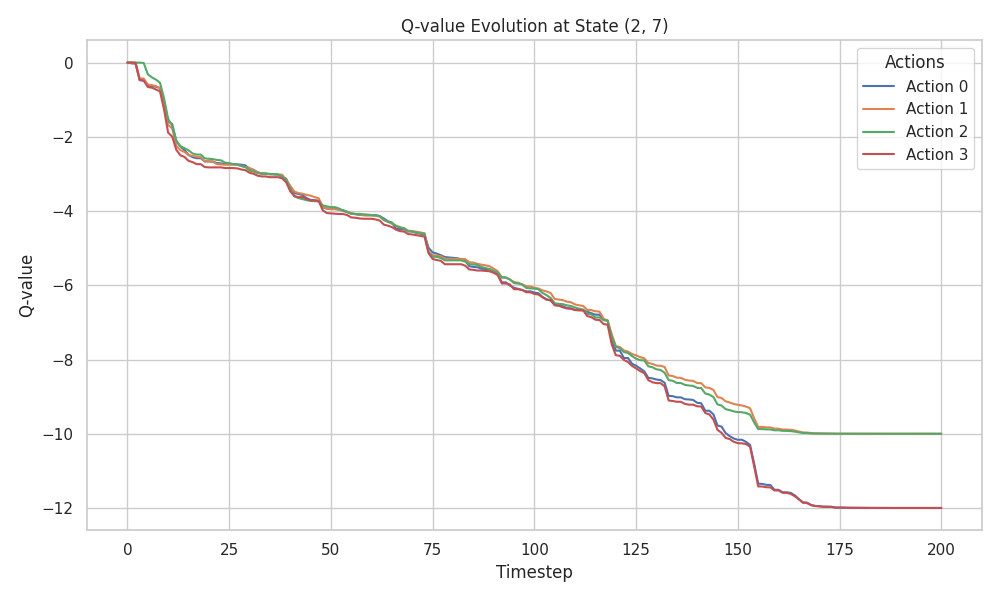 Q-value Evolution at State (2, 7)
Q-value
0
−2
−4
−6
−8
−10
−12
Actions
Action 0
Action 1
Action 2
Action 3
0 25 50 75 100 125 150 175 200
Timestep